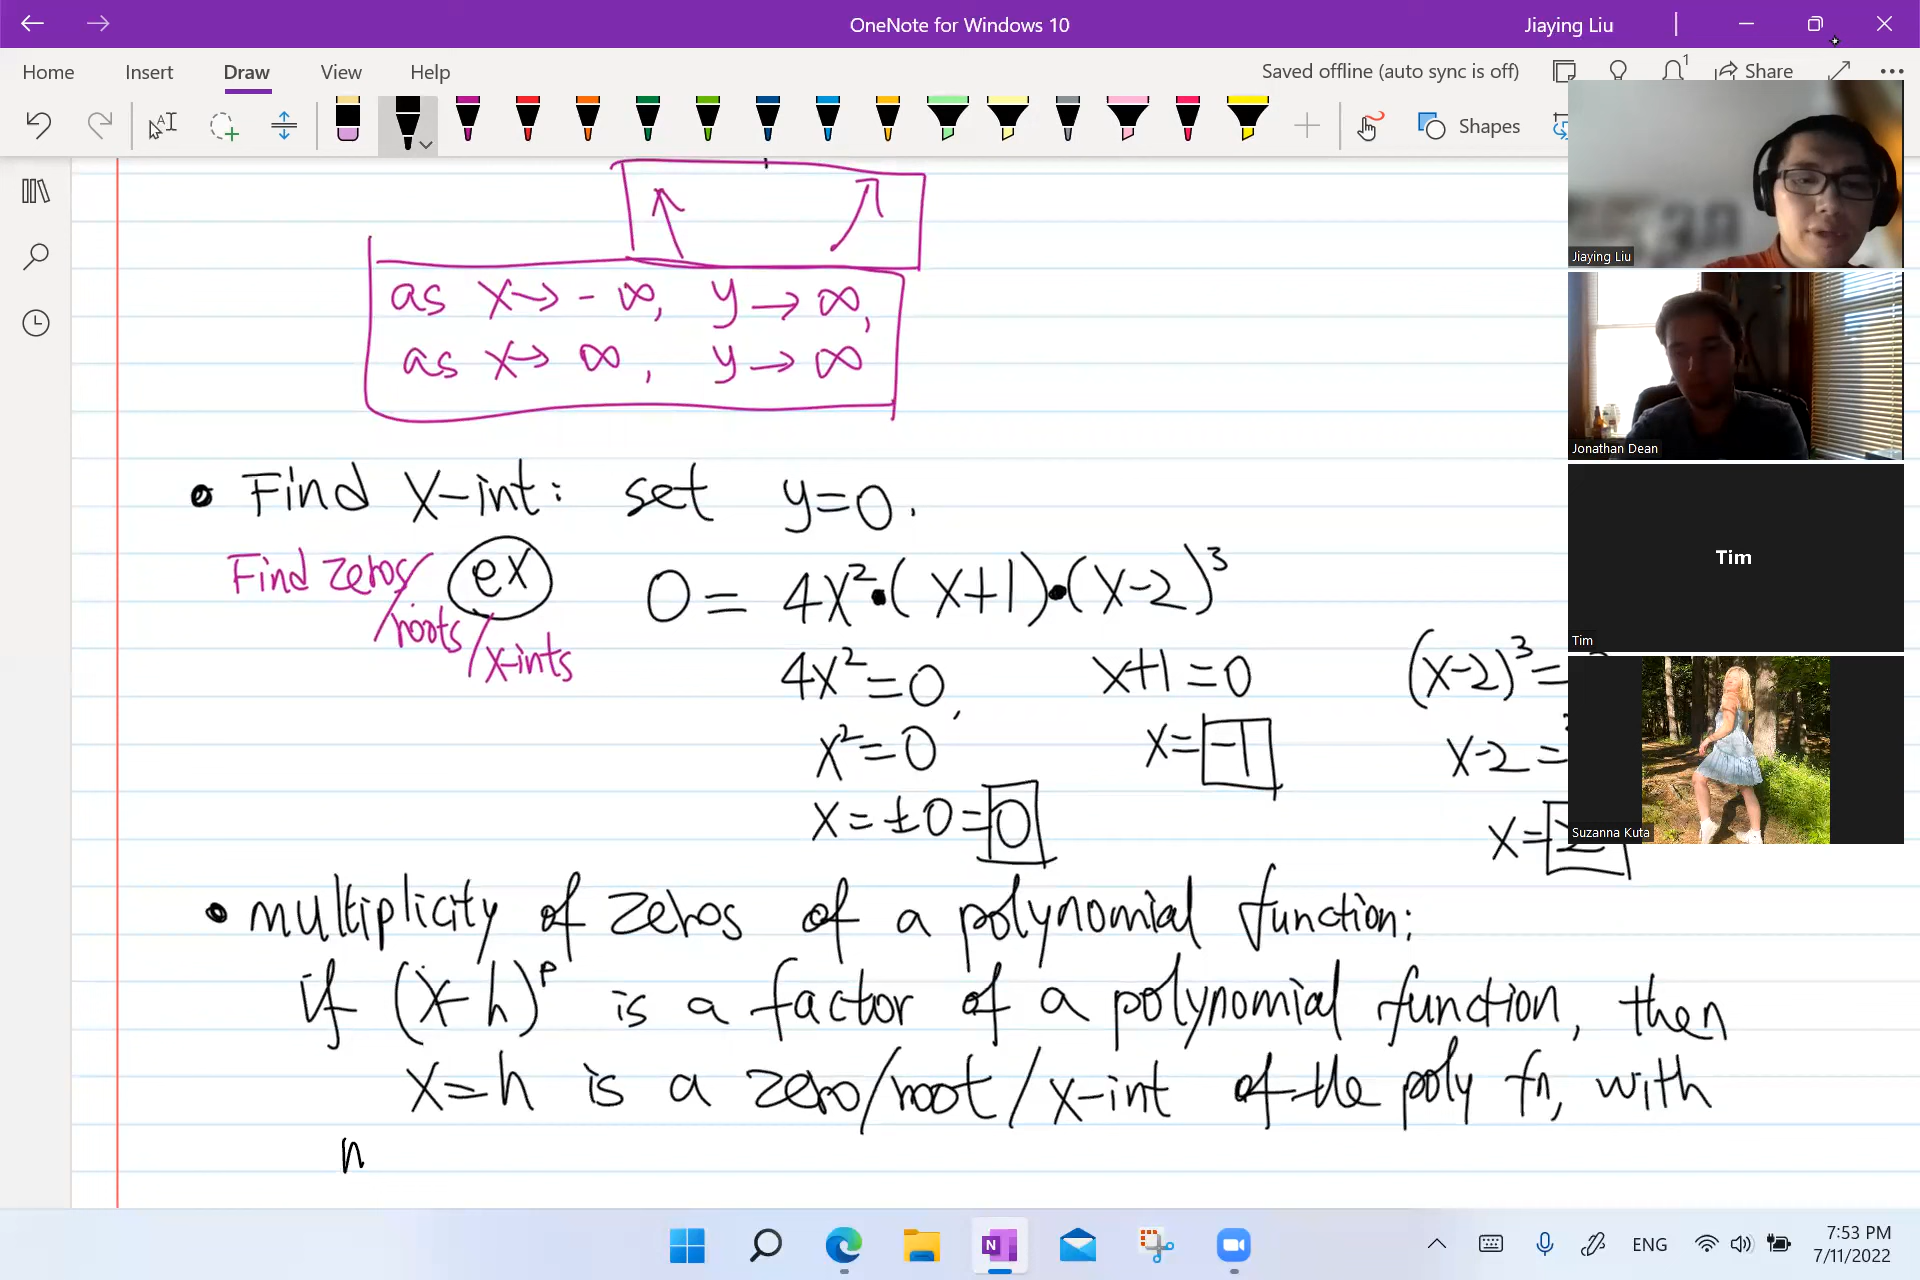 OneNote for Windows 10
Jiaying Liu
Home Insert Draw View Help
Saved offline (auto sync is off)
1
Share
Shapes
as x→ -∞, y→∞,
as x→ ∞, y→∞
• Find x-int: set y=0.
Find zeros/
/roots/
/x-ints
ex
0 = 4x²•(x+1)•(x-2)³
4x²=0,
x+1=0
(x-2)³=
x²=0
x=-1
x-2=
x=±0=0
x=
• multiplicity of zeros of a polynomial function:
if (x-h)^p is a factor of a polynomial function, then
x=h is a zero/root/x-int of the poly fn, with
Jiaying Liu
Jonathan Dean
Tim
Tim
Suzanna Kuta
ENG
7:53 PM
7/11/2022